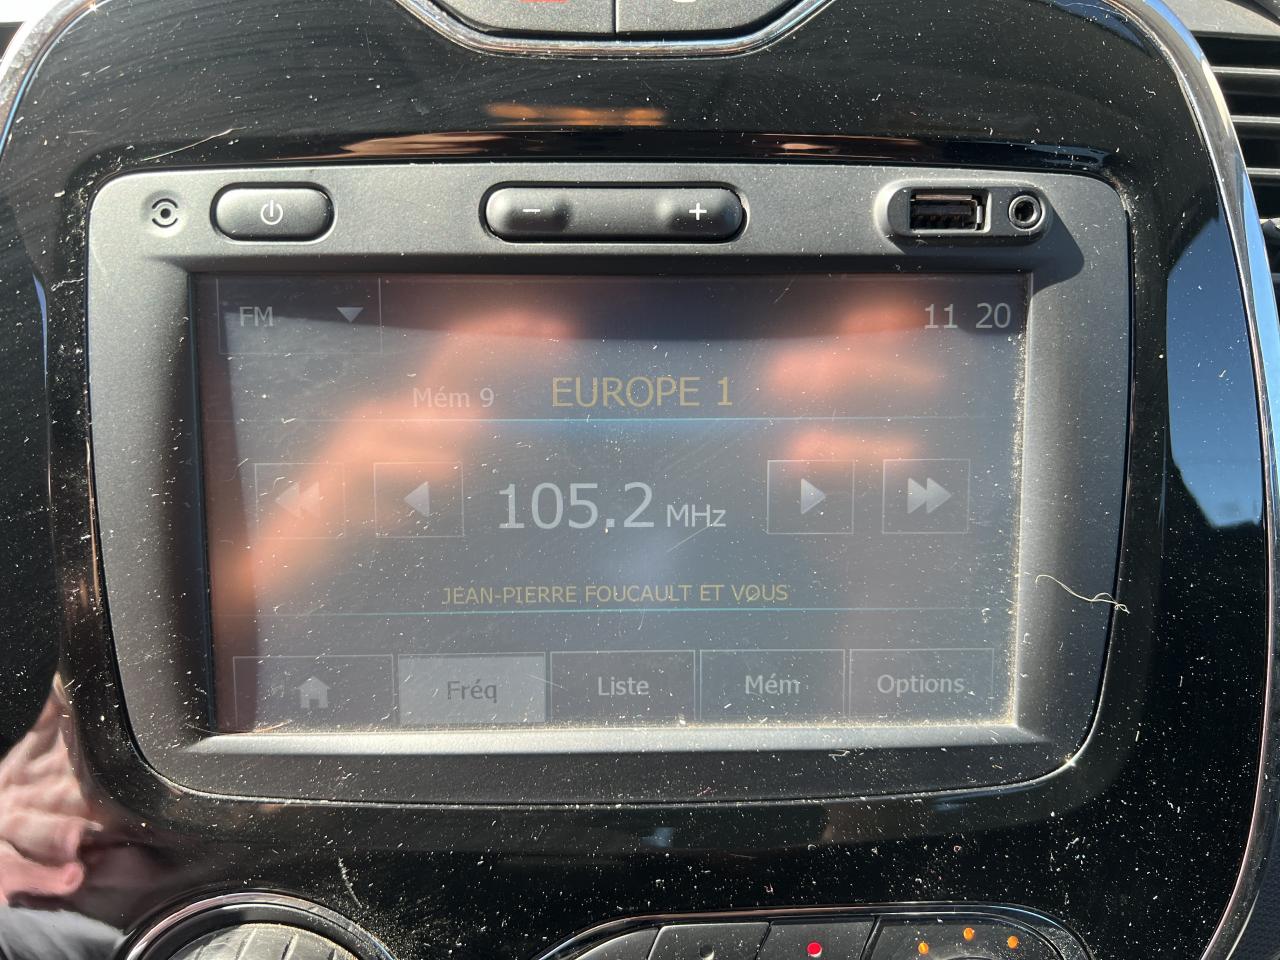 − +
FM 11 20
Mém 9 EUROPE 1
105.2 MHz
JEAN-PIERRE FOUCAULT ET VOUS
Fréq Liste Mém Options